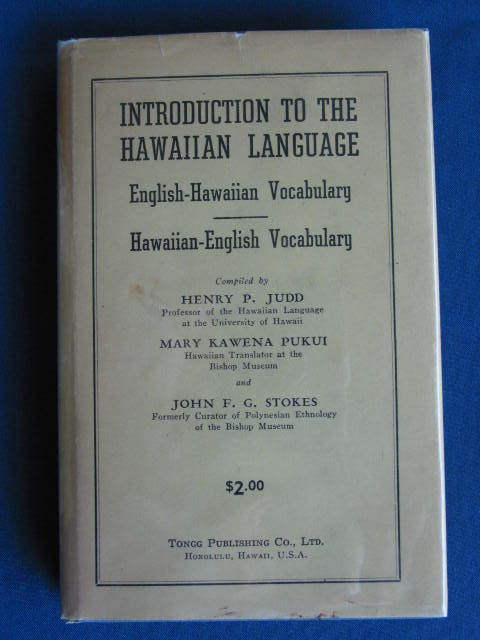 INTRODUCTION TO THE
HAWAIIAN LANGUAGE
English-Hawaiian Vocabulary
Hawaiian-English Vocabulary
Compiled by
HENRY P. JUDD
Professor of the Hawaiian Language
at the University of Hawaii
MARY KAWENA PUKUI
Hawaiian Translator at the
Bishop Museum
and
JOHN F. G. STOKES
Formerly Curator of Polynesian Ethnology
of the Bishop Museum
$2.00
TONGG PUBLISHING CO., LTD.
HONOLULU, HAWAII, U.S.A.